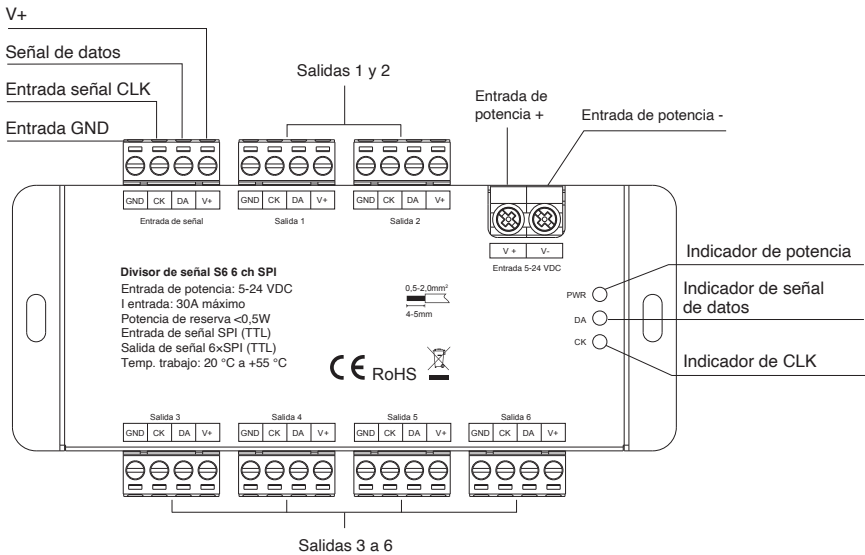 V+
Señal de datos
Entrada señal CLK
Entrada GND
Salidas 1 y 2
Entrada de
potencia +
Entrada de potencia -
GND CK DA V+
Entrada de señal
GND CK DA V+
Salida 1
GND CK DA V+
Salida 2
V + V-
Entrada 5-24 VDC
Divisor de señal S6 6 ch SPI
Entrada de potencia: 5-24 VDC
I entrada: 30A máximo
Potencia de reserva <0,5W
Entrada de señal SPI (TTL)
Salida de señal 6×SPI (TTL)
Temp. trabajo: 20 °C a +55 °C
0,5-2,0mm²
4-5mm
CE RoHS
PWR
DA
CK
Indicador de potencia
Indicador de señal
de datos
Indicador de CLK
Salida 3
GND CK DA V+
Salida 4
GND CK DA V+
Salida 5
GND CK DA V+
Salida 6
GND CK DA V+
Salidas 3 a 6